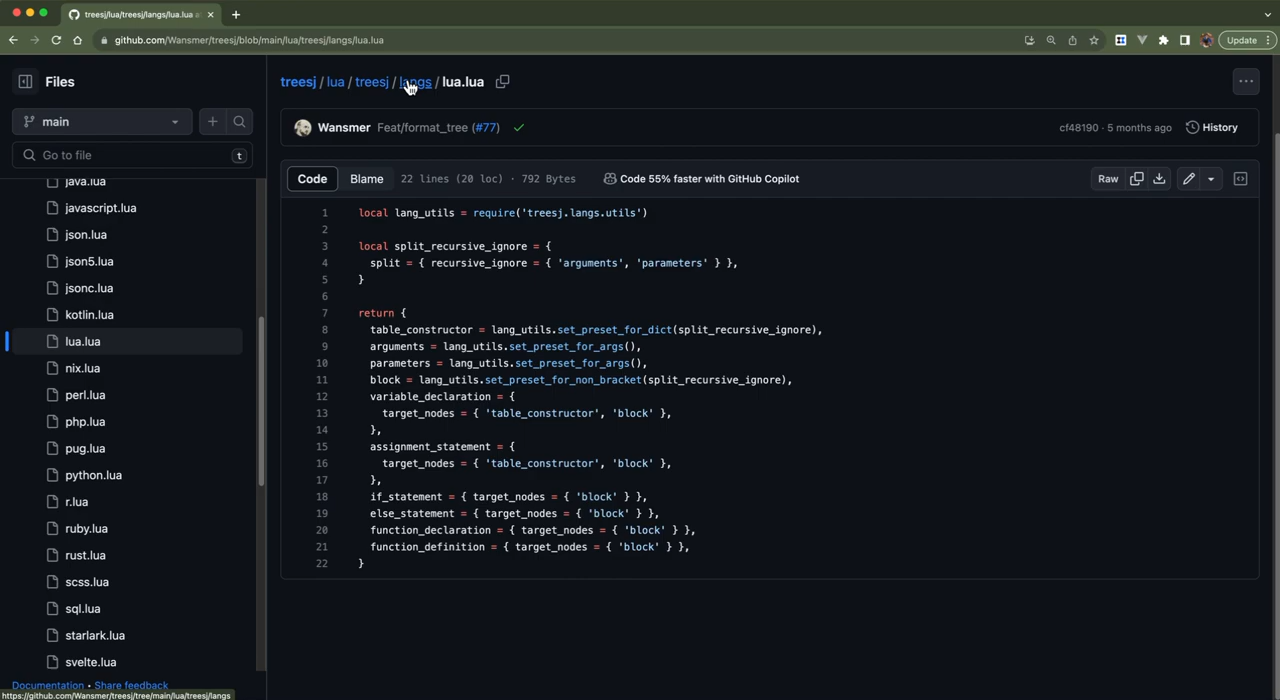 treesj/lua/treesj/langs/lua.lua a
github.com/Wansmer/treesj/blob/main/lua/treesj/langs/lua.lua
Update
Files
main
Go to file
t
java.lua
javascript.lua
json.lua
json5.lua
jsonc.lua
kotlin.lua
lua.lua
nix.lua
perl.lua
php.lua
pug.lua
python.lua
r.lua
ruby.lua
rust.lua
scss.lua
sql.lua
starlark.lua
svelte.lua
Documentation • Share feedback
https://github.com/Wansmer/treesj/tree/main/lua/treesj/langs
treesj / lua / treesj / langs / lua.lua
Wansmer Feat/format_tree (#77)
cf48190 · 5 months ago History
Code Blame 22 lines (20 loc) · 792 Bytes Code 55% faster with GitHub Copilot Raw
1 local lang_utils = require('treesj.langs.utils')
2
3 local split_recursive_ignore = {
4 split = { recursive_ignore = { 'arguments', 'parameters' } },
5 }
6
7 return {
8 table_constructor = lang_utils.set_preset_for_dict(split_recursive_ignore),
9 arguments = lang_utils.set_preset_for_args(),
10 parameters = lang_utils.set_preset_for_args(),
11 block = lang_utils.set_preset_for_non_bracket(split_recursive_ignore),
12 variable_declaration = {
13 target_nodes = { 'table_constructor', 'block' },
14 },
15 assignment_statement = {
16 target_nodes = { 'table_constructor', 'block' },
17 },
18 if_statement = { target_nodes = { 'block' } },
19 else_statement = { target_nodes = { 'block' } },
20 function_declaration = { target_nodes = { 'block' } },
21 function_definition = { target_nodes = { 'block' } },
22 }